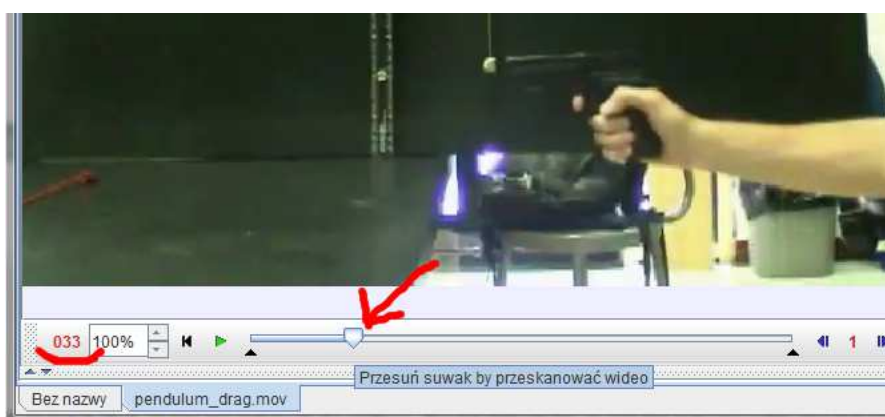 033 100% 1
Przesuń suwak by przeskanować wideo
Bez nazwy pendulum_drag.mov